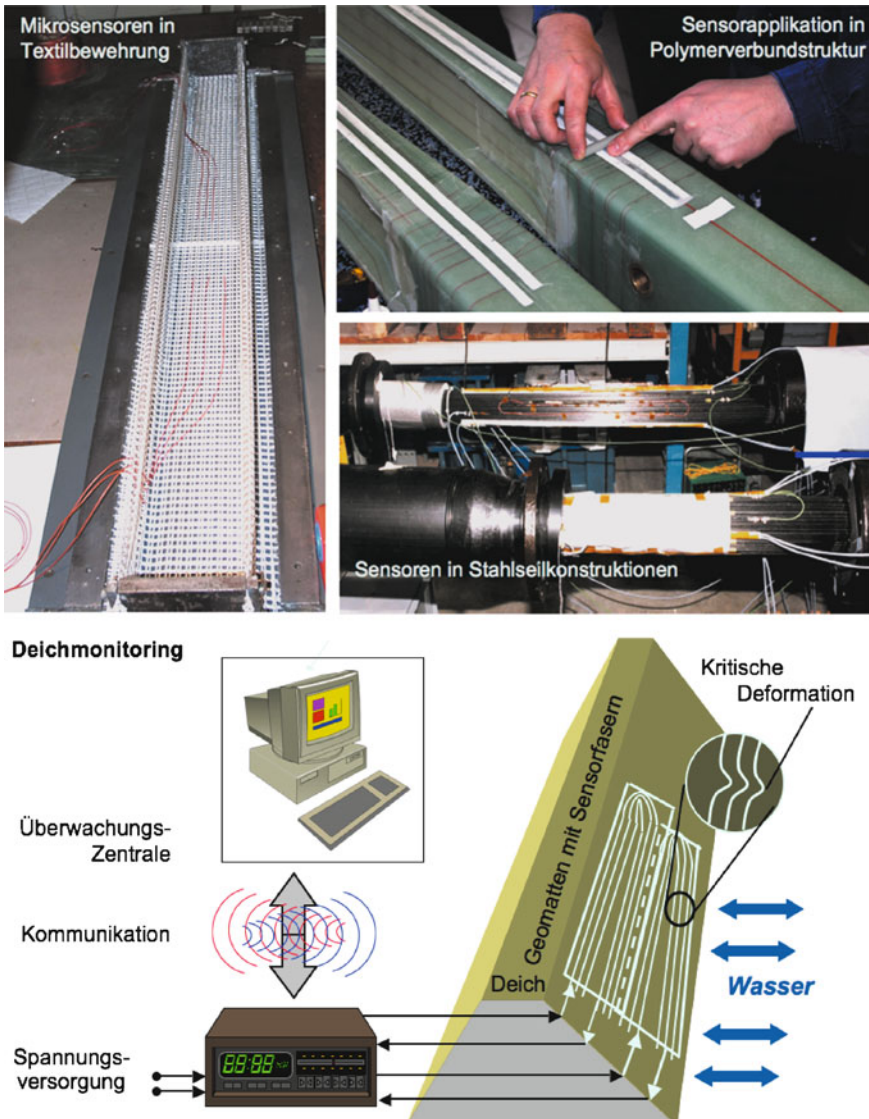 Mikrosensoren in
Textilbewehrung
Sensorapplikation in
Polymerverbundstruktur
Sensoren in Stahlseilkonstruktionen
Deichmonitoring
Überwachungs-
Zentrale
Kommunikation
Spannungs-
versorgung
88:88
Deich
Geomatten mit Sensorfasern
Kritische
Deformation
Wasser